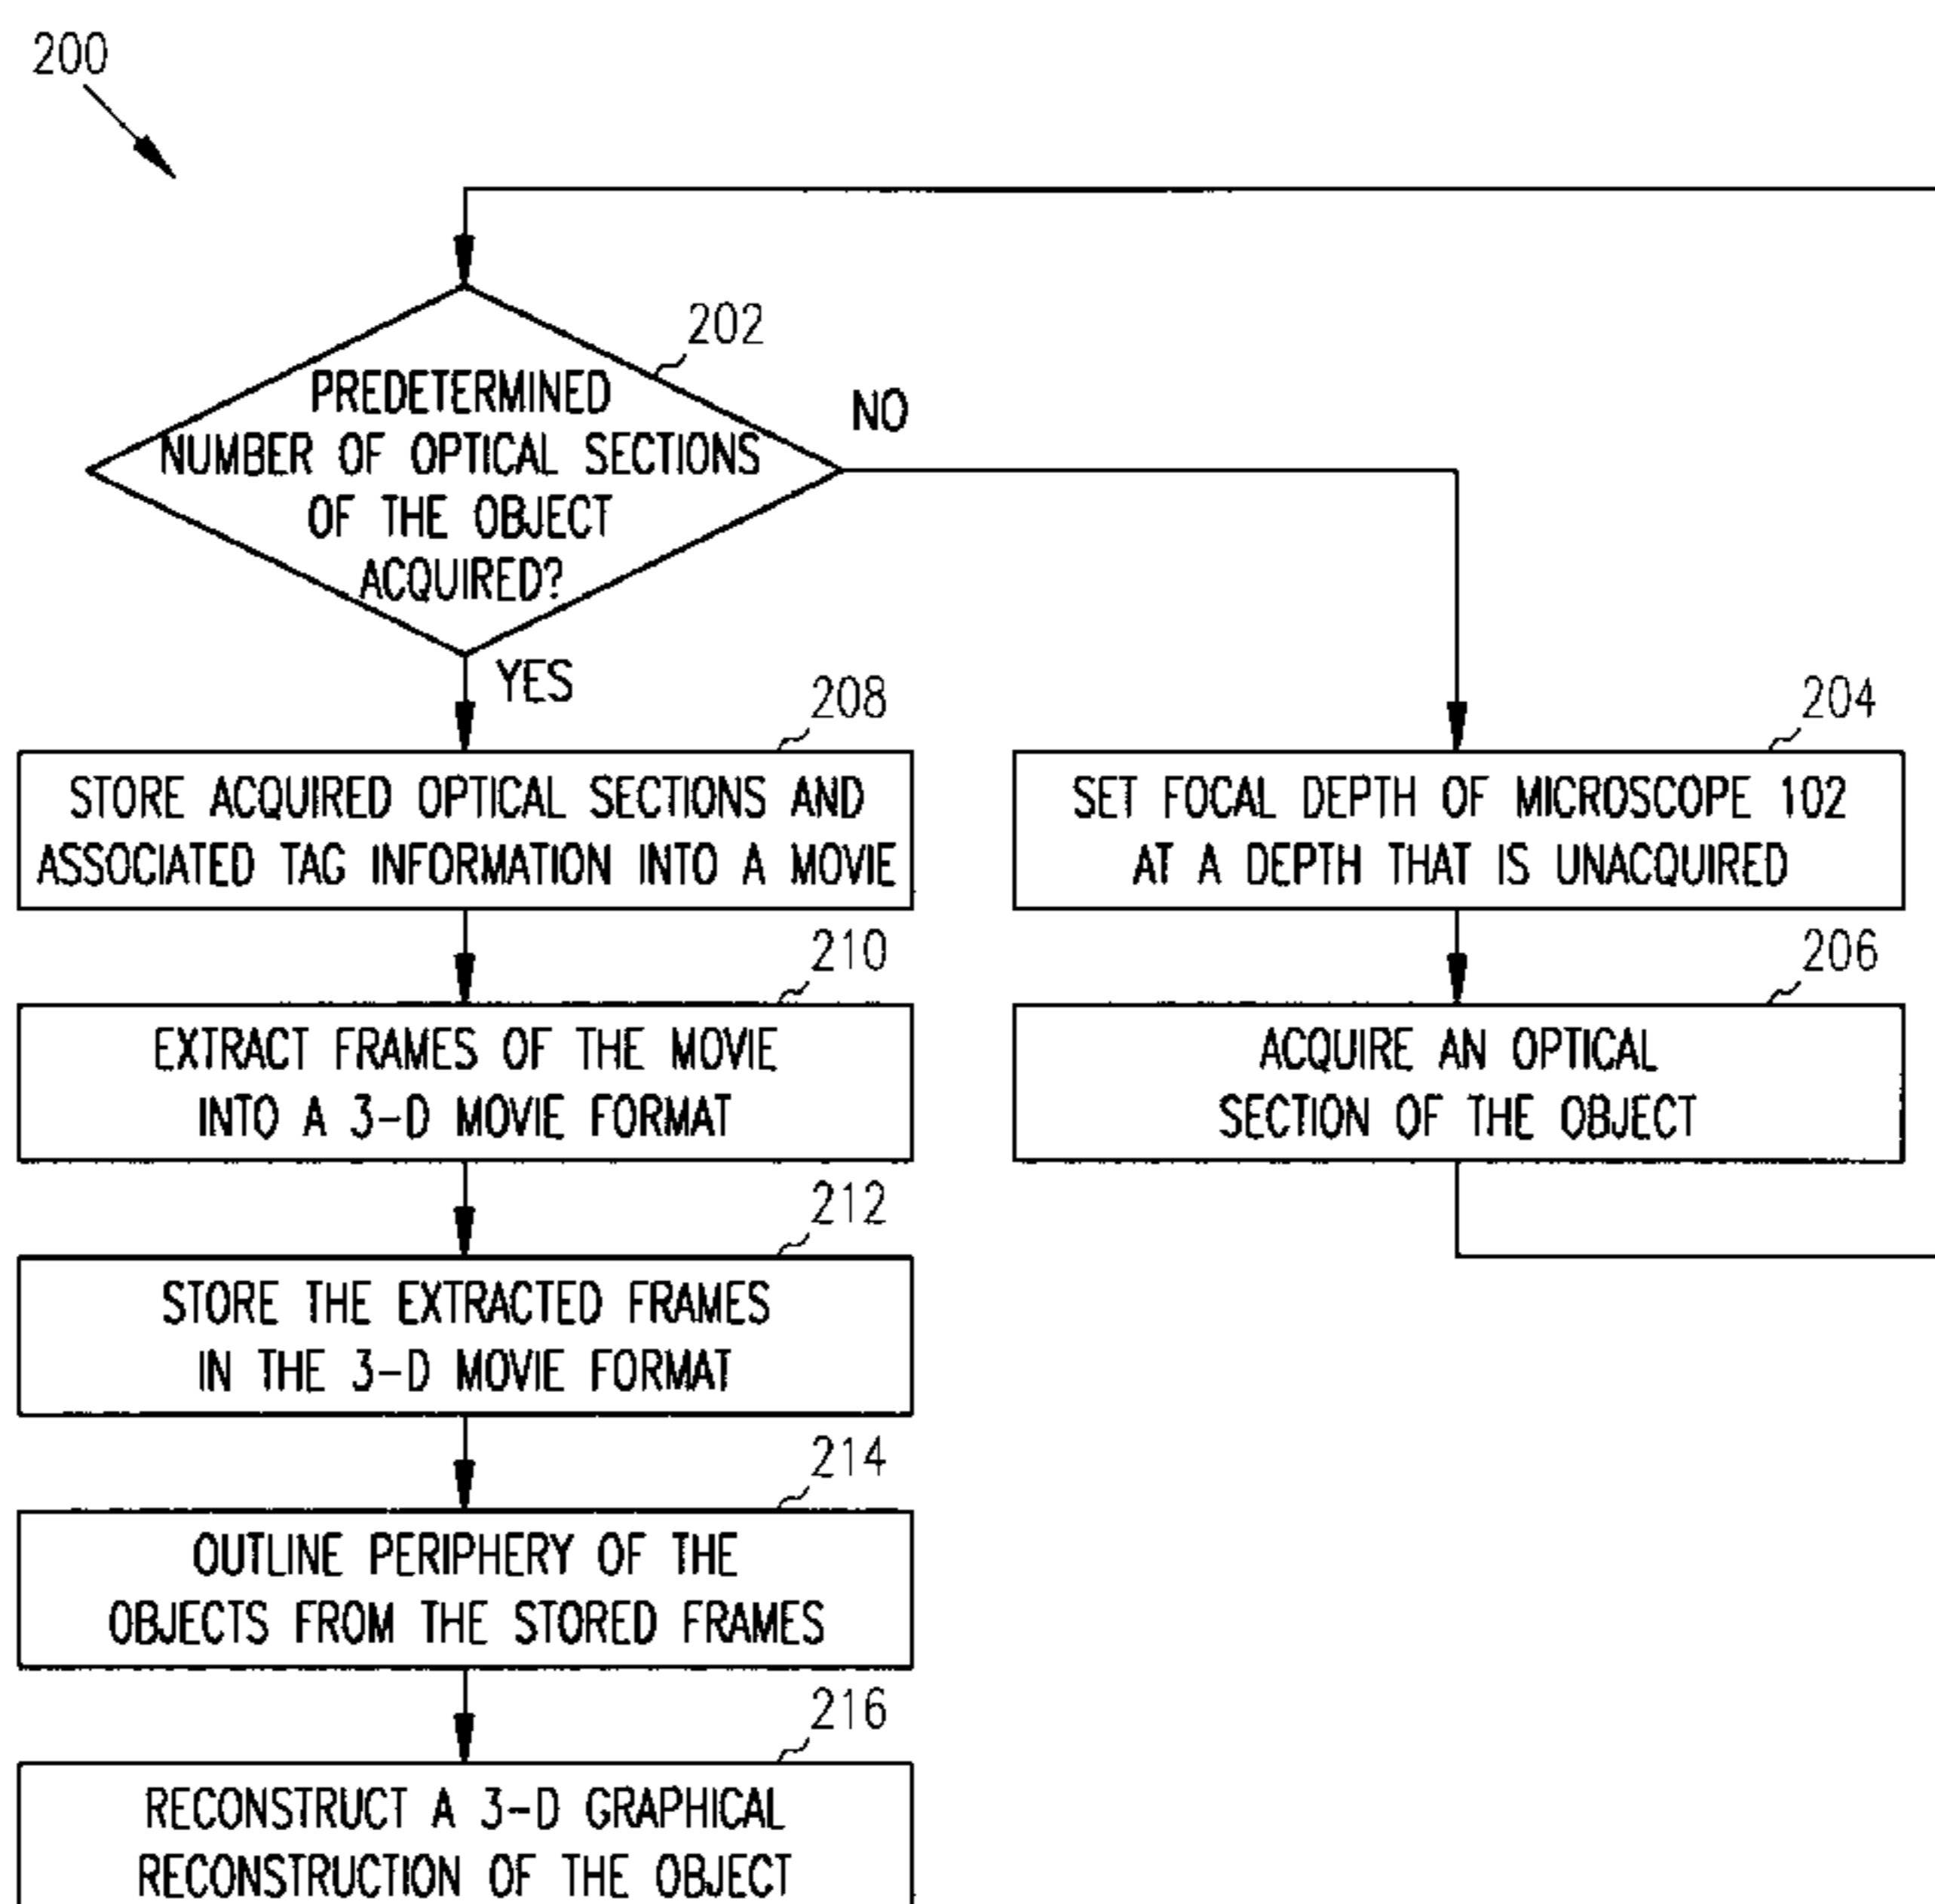 200
202
PREDETERMINED
NUMBER OF OPTICAL SECTIONS
OF THE OBJECT
ACQUIRED?
NO
YES
208
STORE ACQUIRED OPTICAL SECTIONS AND
ASSOCIATED TAG INFORMATION INTO A MOVIE
204
SET FOCAL DEPTH OF MICROSCOPE 102
AT A DEPTH THAT IS UNACQUIRED
210
EXTRACT FRAMES OF THE MOVIE
INTO A 3-D MOVIE FORMAT
206
ACQUIRE AN OPTICAL
SECTION OF THE OBJECT
212
STORE THE EXTRACTED FRAMES
IN THE 3-D MOVIE FORMAT
214
OUTLINE PERIPHERY OF THE
OBJECTS FROM THE STORED FRAMES
216
RECONSTRUCT A 3-D GRAPHICAL
RECONSTRUCTION OF THE OBJECT